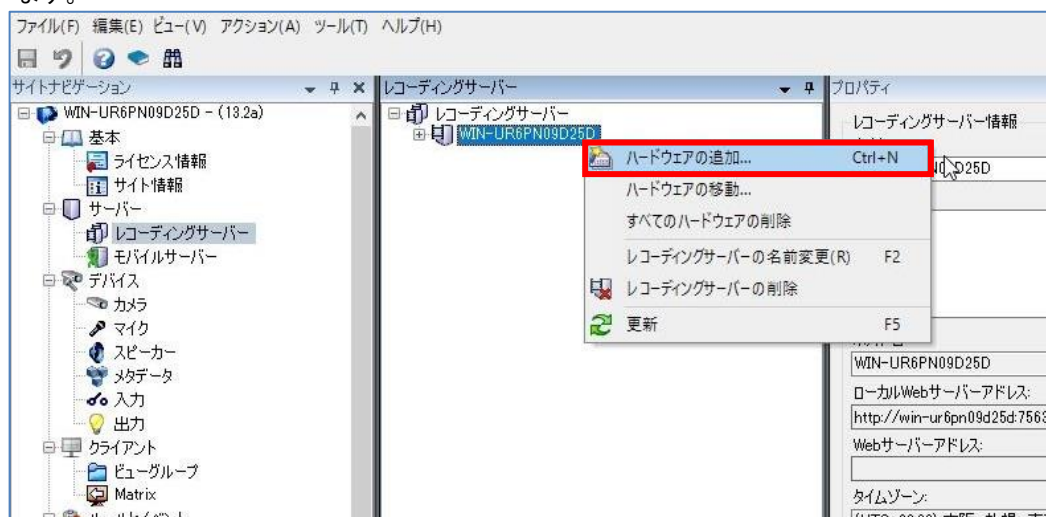 ます。
ファイル(F) 編集(E) ビュー(V) アクション(A) ツール(T) ヘルプ(H)
サイトナビゲーション
WIN-UR6PN09D25D - (13.2a)
基本
ライセンス情報
サイト情報
サーバー
レコーディングサーバー
モバイルサーバー
デバイス
カメラ
マイク
スピーカー
メタデータ
入力
出力
クライアント
ビューグループ
Matrix
レコーディングサーバー
レコーディングサーバー
WIN-UR6PN09D25D
ハードウェアの追加... Ctrl+N
ハードウェアの移動...
すべてのハードウェアの削除
レコーディングサーバーの名前変更(R) F2
レコーディングサーバーの削除
更新 F5
プロパティ
レコーディングサーバー情報
D25D
WIN-UR6PN09D25D
ローカルWebサーバーアドレス:
http://win-ur6pn09d25d:7563
Webサーバーアドレス:
タイムゾーン: